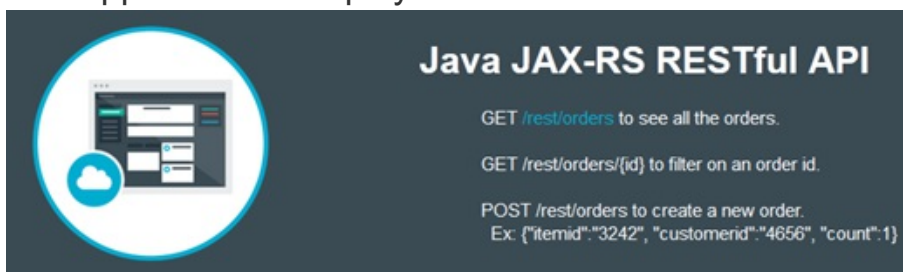 Java JAX-RS RESTful API
GET /rest/orders to see all the orders.
GET /rest/orders/{id} to filter on an order id.
POST /rest/orders to create a new order.
Ex: {"itemid":"3242", "customerid":"4656", "count":1}